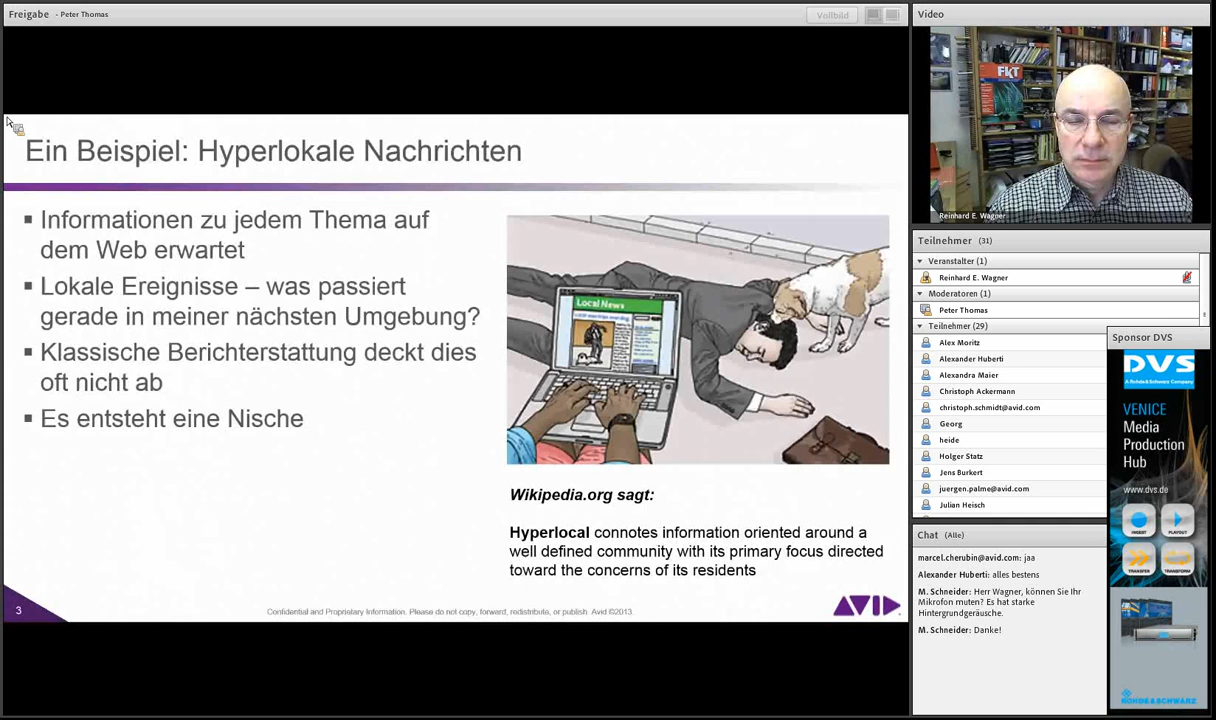 Freigabe - Peter Thomas
Vollbild
Ein Beispiel: Hyperlokale Nachrichten
▪ Informationen zu jedem Thema auf
dem Web erwartet
▪ Lokale Ereignisse – was passiert
gerade in meiner nächsten Umgebung?
▪ Klassische Berichterstattung deckt dies
oft nicht ab
▪ Es entsteht eine Nische
Local News
Wikipedia.org sagt:
Hyperlocal connotes information oriented around a
well defined community with its primary focus directed
toward the concerns of its residents
3
Confidential and Proprietary Information. Please do not copy, forward, redistribute, or publish Avid ©2013.
AVID
Video
FKT
Reinhard E. Wagner
Teilnehmer (31)
Veranstalter (1)
Reinhard E. Wagner
Moderatoren (1)
Peter Thomas
Teilnehmer (29)
Alex Moritz
Alexander Huberti
Alexandra Maier
Christoph Ackermann
christoph.schmidt@avid.com
Georg
heide
Holger Statz
Jens Burkert
juergen.palme@avid.com
Julian Heisch
Chat (Alle)
marcel.cherubin@avid.com: jaa
Alexander Huberti: alles bestens
M. Schneider: Herr Wagner, können Sie Ihr
Mikrofon muten? Es hat starke
Hintergrundgeräusche.
M. Schneider: Danke!
Sponsor DVS
DVS
A Rohde & Schwarz Company
VENICE
Media
Production
Hub
www.dvs.de
INGEST
PLAYOUT
TRANSFER
TRANSFORM
ROHDE & SCHWARZ